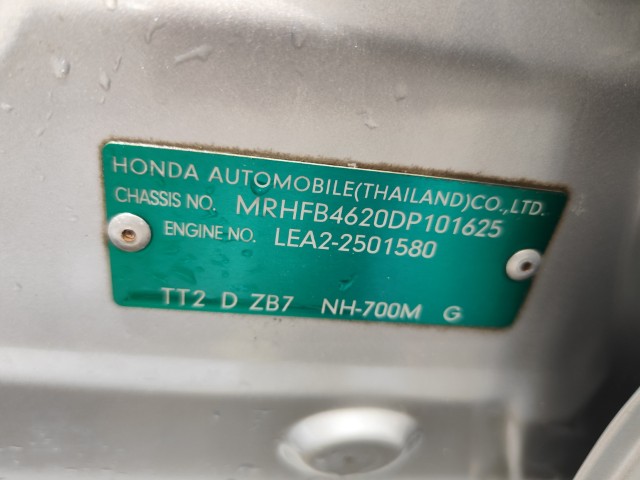 HONDA AUTOMOBILE(THAILAND)CO.,LTD.
CHASSIS NO. MRHFB4620DP101625
ENGINE NO. LEA2-2501580
TT2 D ZB7 NH-700M G